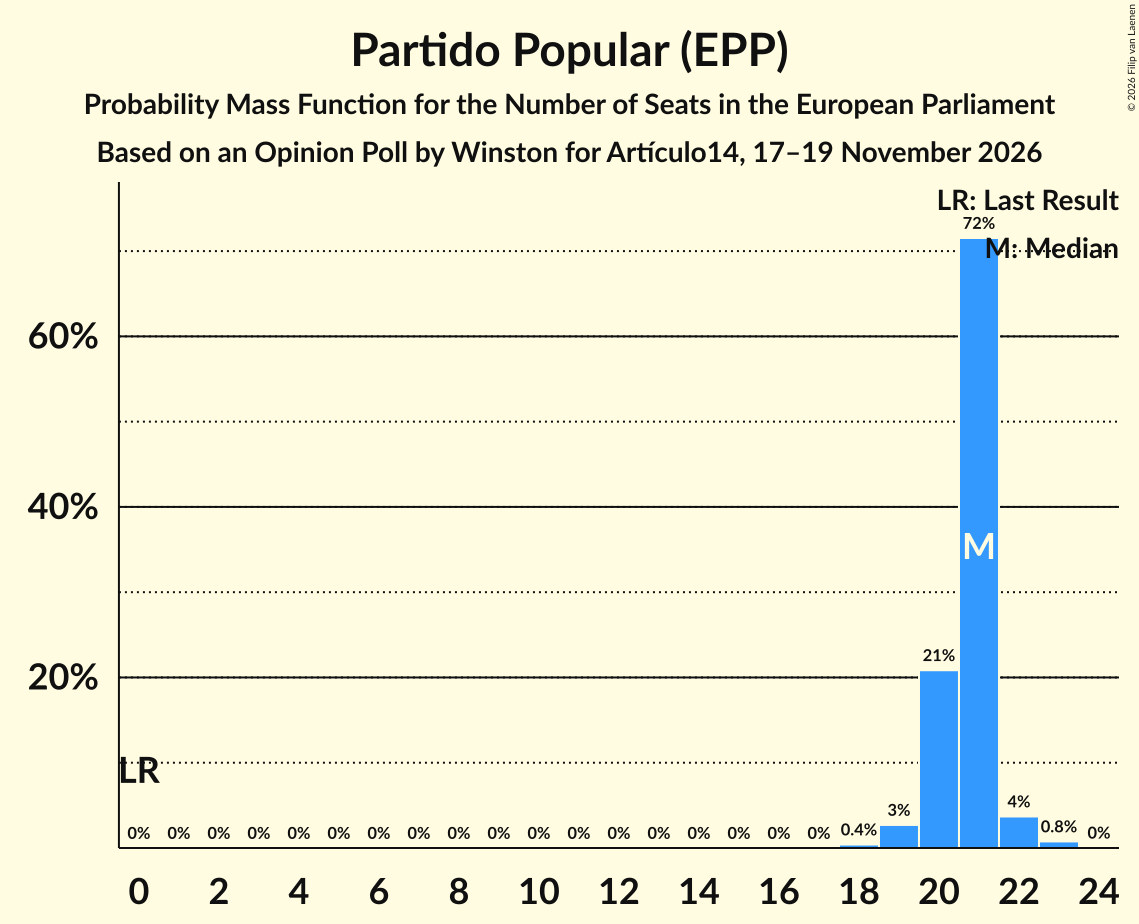 Partido Popular (EPP)
Probability Mass Function for the Number of Seats in the European Parliament
Based on an Opinion Poll by Winston for Artículo14, 17–19 November 2026
© 2026 Filip van Laenen
LR: Last Result
M: Median
72%
60%
40%
M
20%
21%
LR
0% 0% 0% 0% 0% 0% 0% 0% 0% 0% 0% 0% 0% 0% 0% 0% 0% 0% 0.4% 3% 4% 0.8% 0%
0 2 4 6 8 10 12 14 16 18 20 22 24